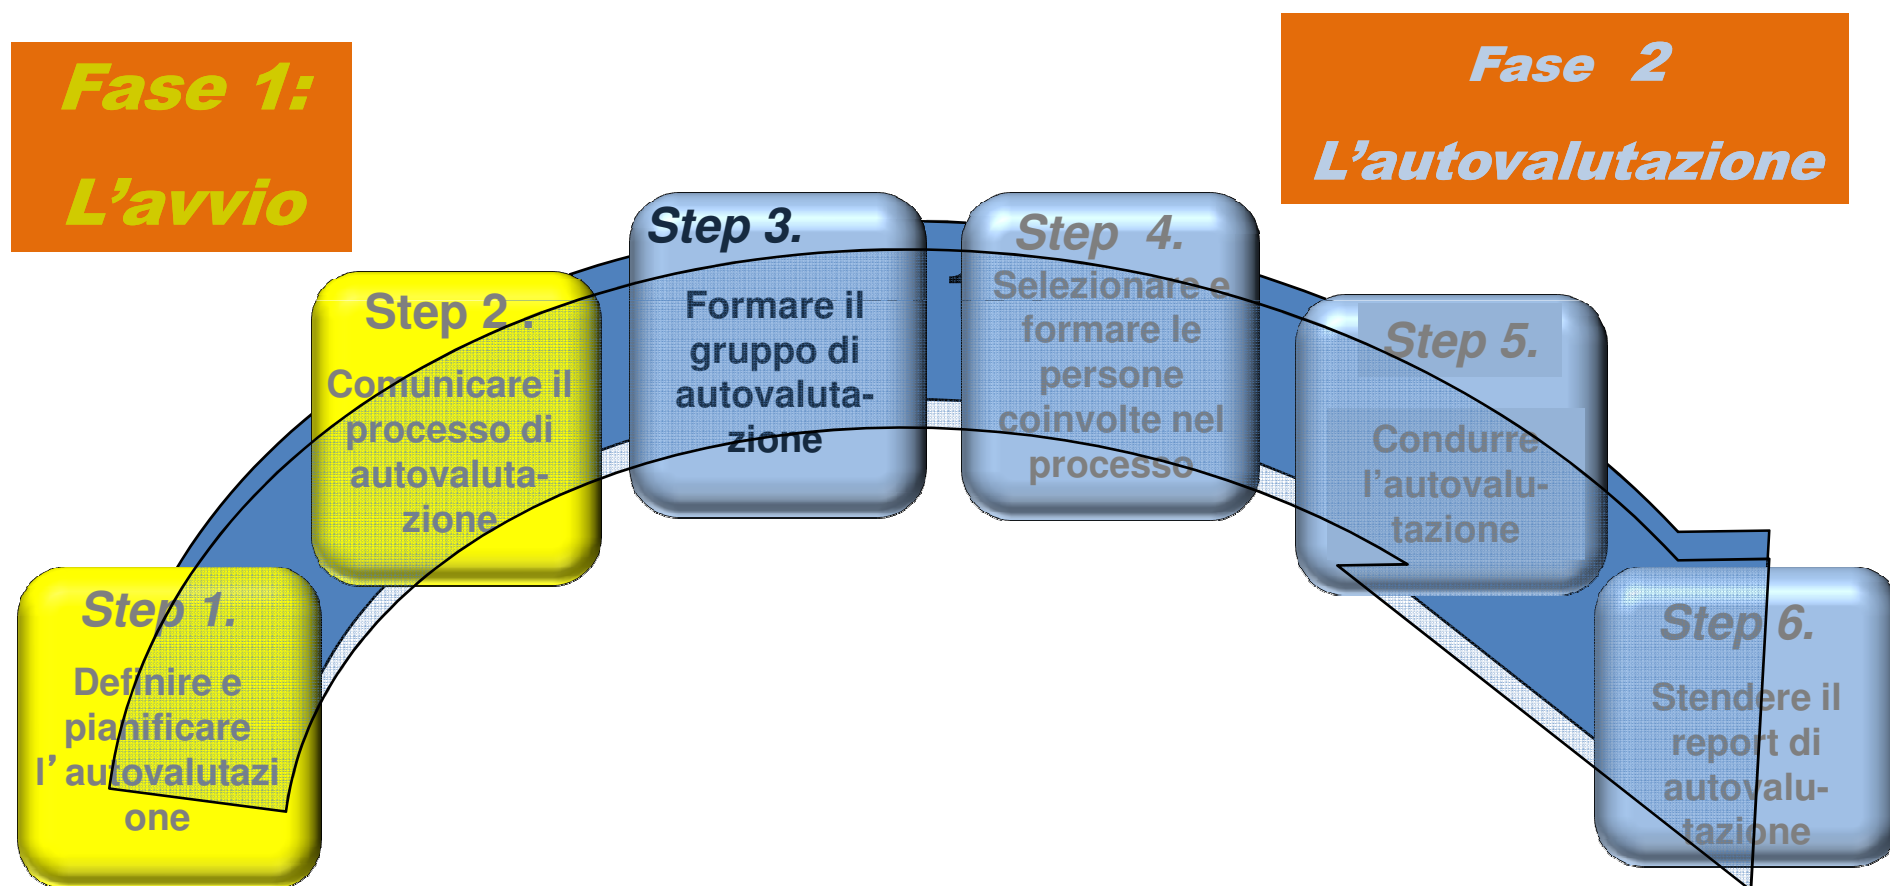 Fase 1:
L'avvio
Fase 2
L'autovalutazione
Step 1.
Definire e
pianificare
l' autovalutazi
one
Step 2 .
Comunicare il
processo di
autovaluta-
zione
Step 3.
Formare il
gruppo di
autovaluta-
zione
Step 4.
Selezionare e
formare le
persone
coinvolte nel
processo
Step 5.
Condurre
l'autovalu-
tazione
Step 6.
Stendere il
report di
autovalu-
tazione